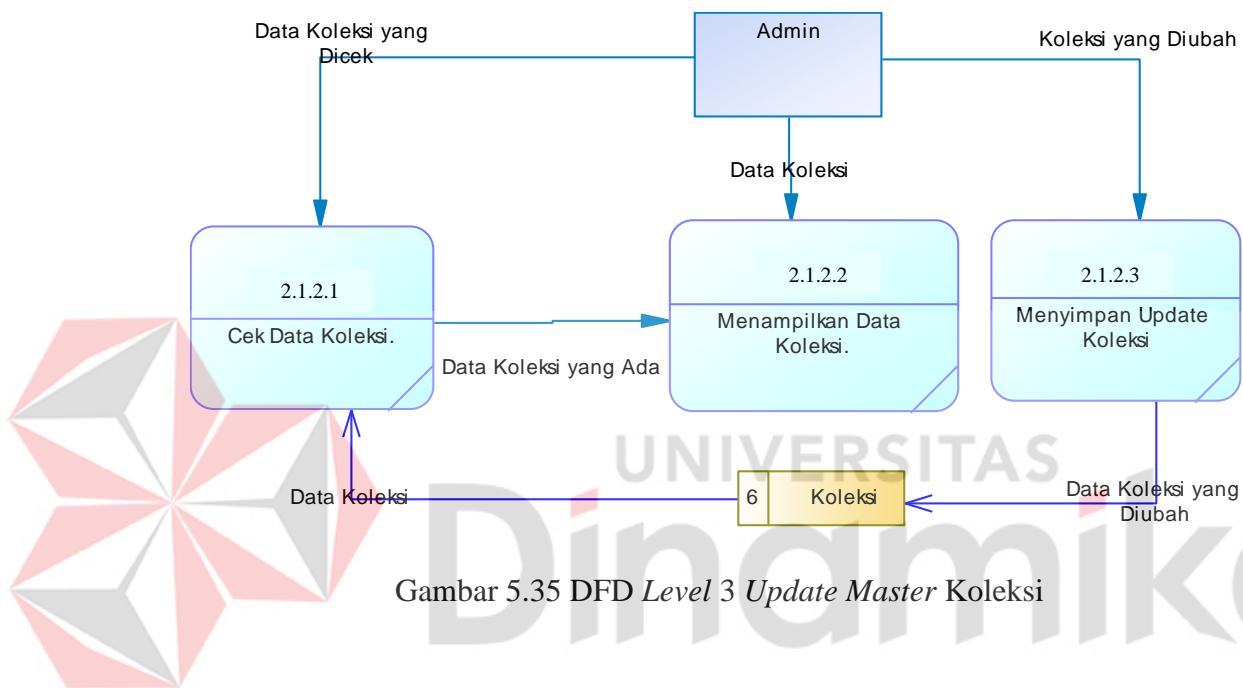 Data Koleksi yang
Dicek
Admin
Koleksi yang Diubah
Data Koleksi
2.1.2.1
Cek Data Koleksi.
Data Koleksi yang Ada
2.1.2.2
Menampilkan Data
Koleksi.
2.1.2.3
Menyimpan Update
Koleksi
Data Koleksi
6 Koleksi
Data Koleksi yang
Diubah
UNIVERSITAS
Dinamika
Gambar 5.35 DFD Level 3 Update Master Koleksi